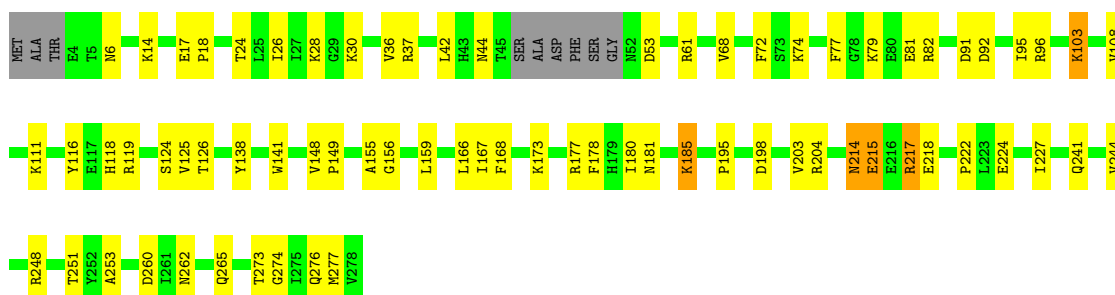 MET ALA THR E4 T5 N6 K14 E17 P18 T24 L25 I26 I27 K28 G29 K30 V36 R37 L42 H43 N44 T45 SER ALA ASP PHE SER GLY N52 D53 R61 V68 F72 S73 K74 F77 G78 K79 E80 E81 R82 D91 D92 I95 R96 K103 V108
K111 Y116 E117 H118 R119 S124 V125 T126 Y138 W141 V148 P149 A155 G156 L159 L166 I167 F168 K173 R177 F178 H179 I180 N181 K185 P195 D198 V203 R204 N214 E215 E216 R217 E218 P222 L223 E224 I227 Q241 V244
R248 T251 Y252 A253 D260 I261 N262 Q265 T273 G274 I275 Q276 M277 V278